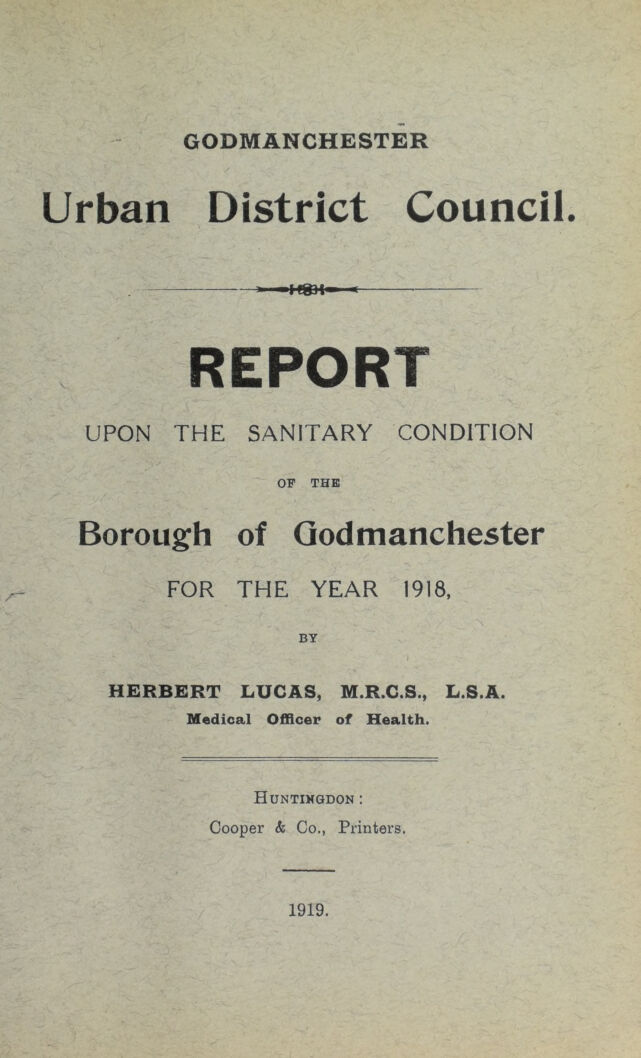 GODMANCHESTER
Urban District Council.
REPORT
UPON THE SANITARY CONDITION
OF THE
Borough of Godmanchester
FOR THE YEAR 1918,
BY
HERBERT LUCAS, M.R.C.S., L.S.A.
Medical Officer of Health.
HUNTINGDON:
Cooper & Co., Printers.
1919.